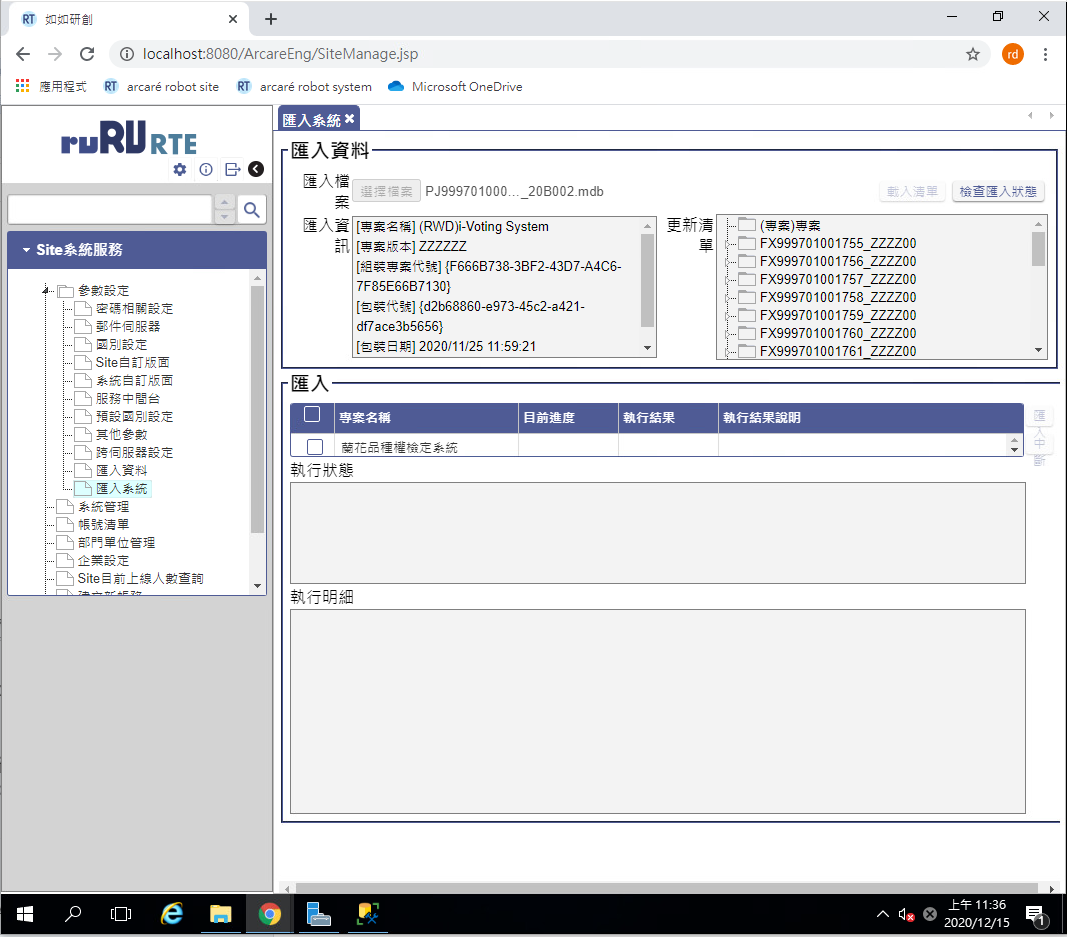 RT 如如研創
localhost:8080/ArcareEng/SiteManage.jsp
rd
應用程式
RT arcaré robot site
RT arcaré robot system
Microsoft OneDrive
ruRU RTE
Site系統服務
參數設定
密碼相關設定
郵件伺服器
國別設定
Site自訂版面
系統自訂版面
服務中間台
預設國別設定
其他參數
跨伺服器設定
匯入資料
匯入系統
系統管理
帳號清單
部門單位管理
企業設定
Site目前上線人數查詢
匯入系統
匯入資料
匯入檔
案
選擇檔案 PJ999701000…_20B002.mdb
載入清單
檢查匯入狀態
匯入資
訊
[專案名稱] (RWD)i-Voting System
[專案版本] ZZZZZZ
[組裝專案代號] {F666B738-3BF2-43D7-A4C6-
7F85E66B7130}
[包裝代號] {d2b68860-e973-45c2-a421-
df7ace3b5656}
[包裝日期] 2020/11/25 11:59:21
更新清
單
(專案)專案
FX999701001755_ZZZZ00
FX999701001756_ZZZZ00
FX999701001757_ZZZZ00
FX999701001758_ZZZZ00
FX999701001759_ZZZZ00
FX999701001760_ZZZZ00
FX999701001761_ZZZZ00
匯入
專案名稱 目前進度 執行結果 執行結果說明
蘭花品種權檢定系統
匯
入
中
斷
執行狀態
執行明細
上午 11:36
2020/12/15
1